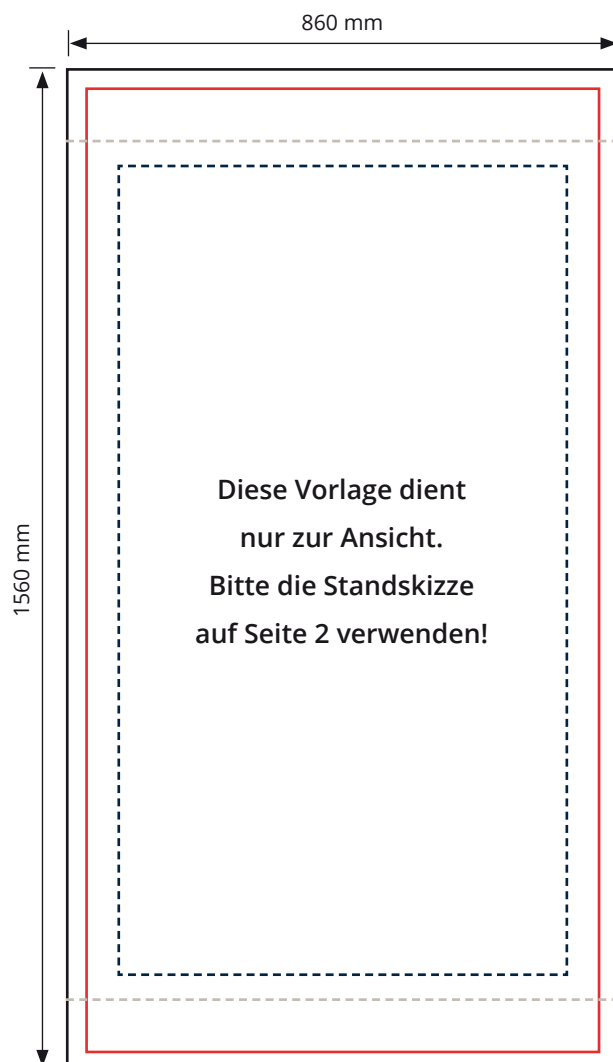 860 mm
1560 mm
Diese Vorlage dient
nur zur Ansicht.
Bitte die Standskizze
auf Seite 2 verwenden!